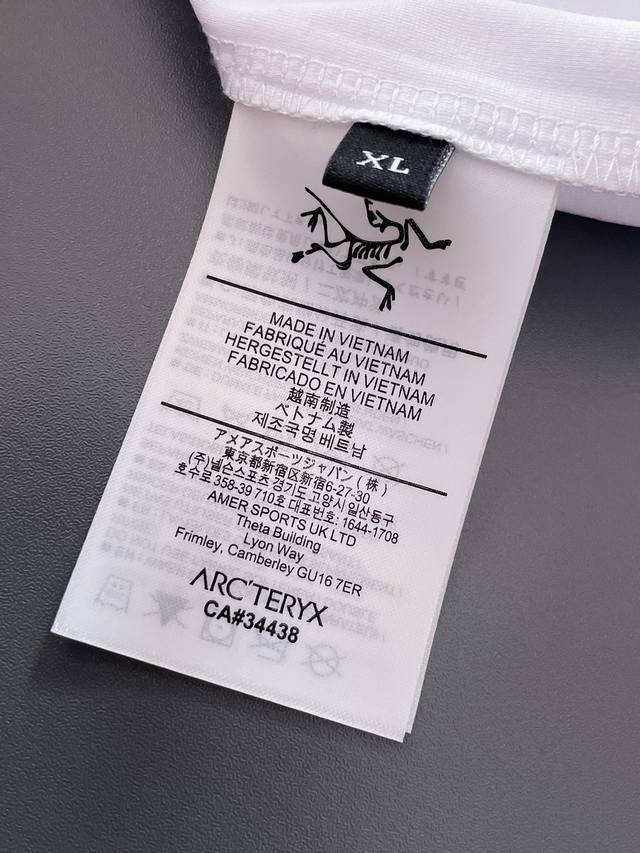 XL
MADE IN VIETNAM
FABRIQUÉ AU VIETNAM
HERGESTELLT IN VIETNAM
FABRICADO EN VIETNAM
越南制造
ベトナム製
제조국명 베트남
アメアスポーツジャパン(株)
東京都新宿区新宿6-27-30
(주)넬슨스포츠 경기도 고양시 일산동구
호수로 358-39 710호 대표번호: 1644-1708
AMER SPORTS UK LTD
Theta Building
Lyon Way
Frimley, Camberley GU16 7ER
ARC'TERYX
CA#34438